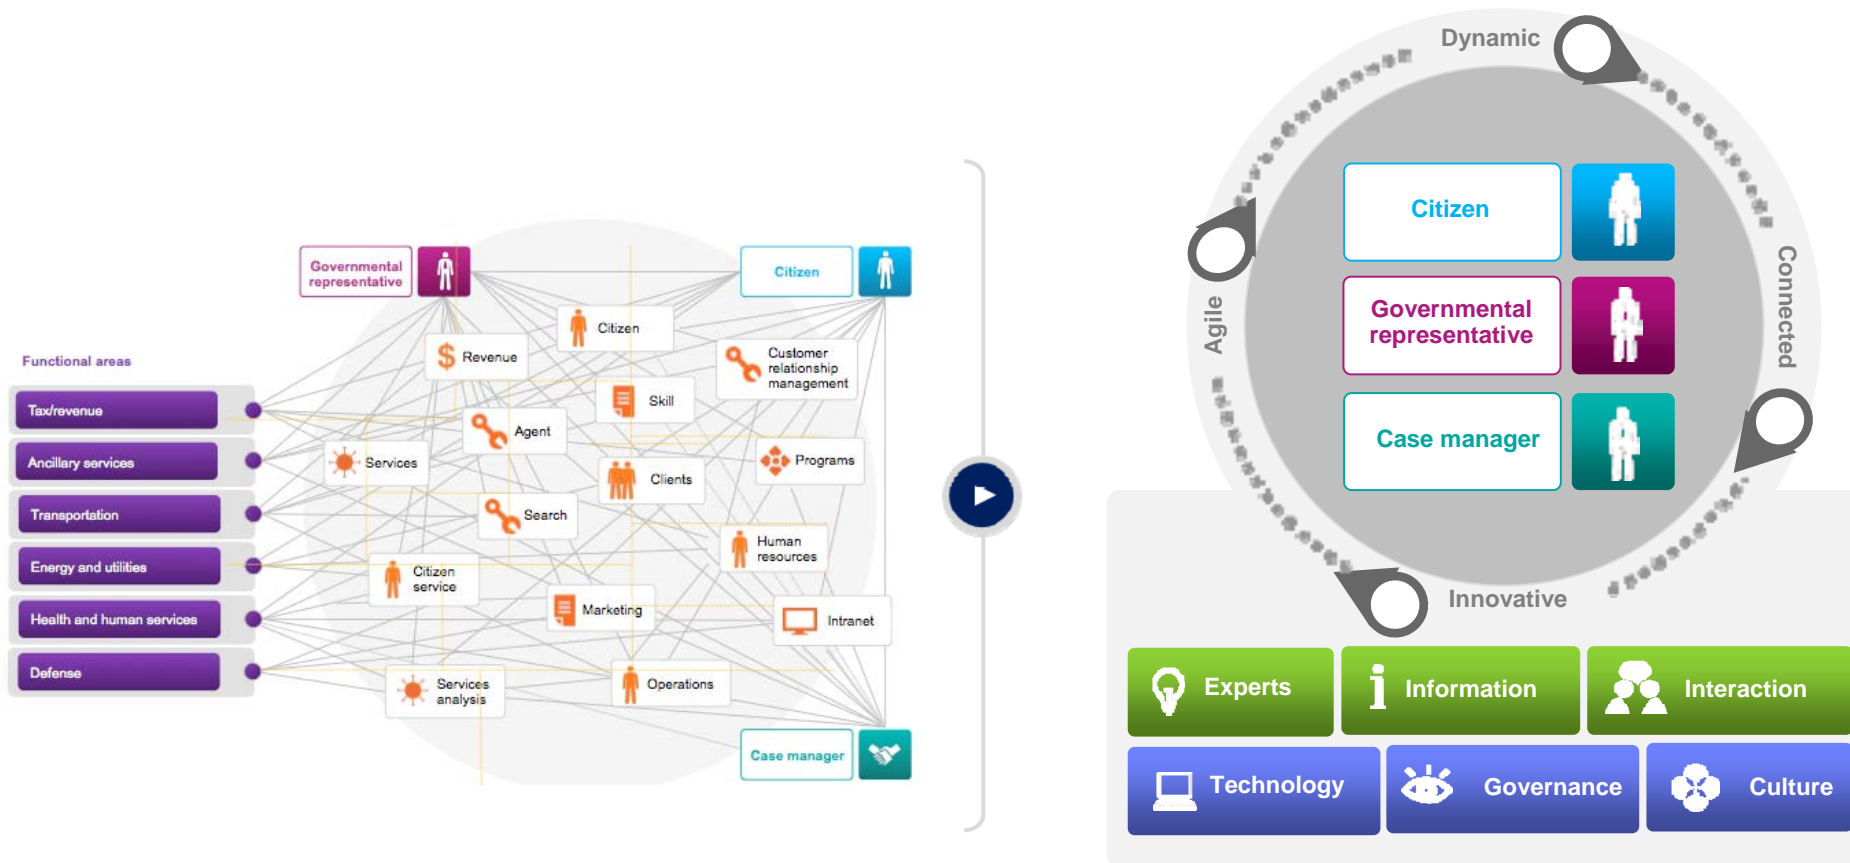 Governmental
representative
Citizen
Citizen
Revenue
Customer
relationship
management
Functional areas
Skill
Tax/revenue
Agent
Services
Programs
Ancillary services
Clients
Transportation
Search
Human
resources
Energy and utilities
Citizen
service
Marketing
Health and human services
Intranet
Defense
Services
analysis
Operations
Case manager
Dynamic
Connected
Agile
Innovative
Citizen
Governmental
representative
Case manager
Experts
Information
Interaction
Technology
Governance
Culture